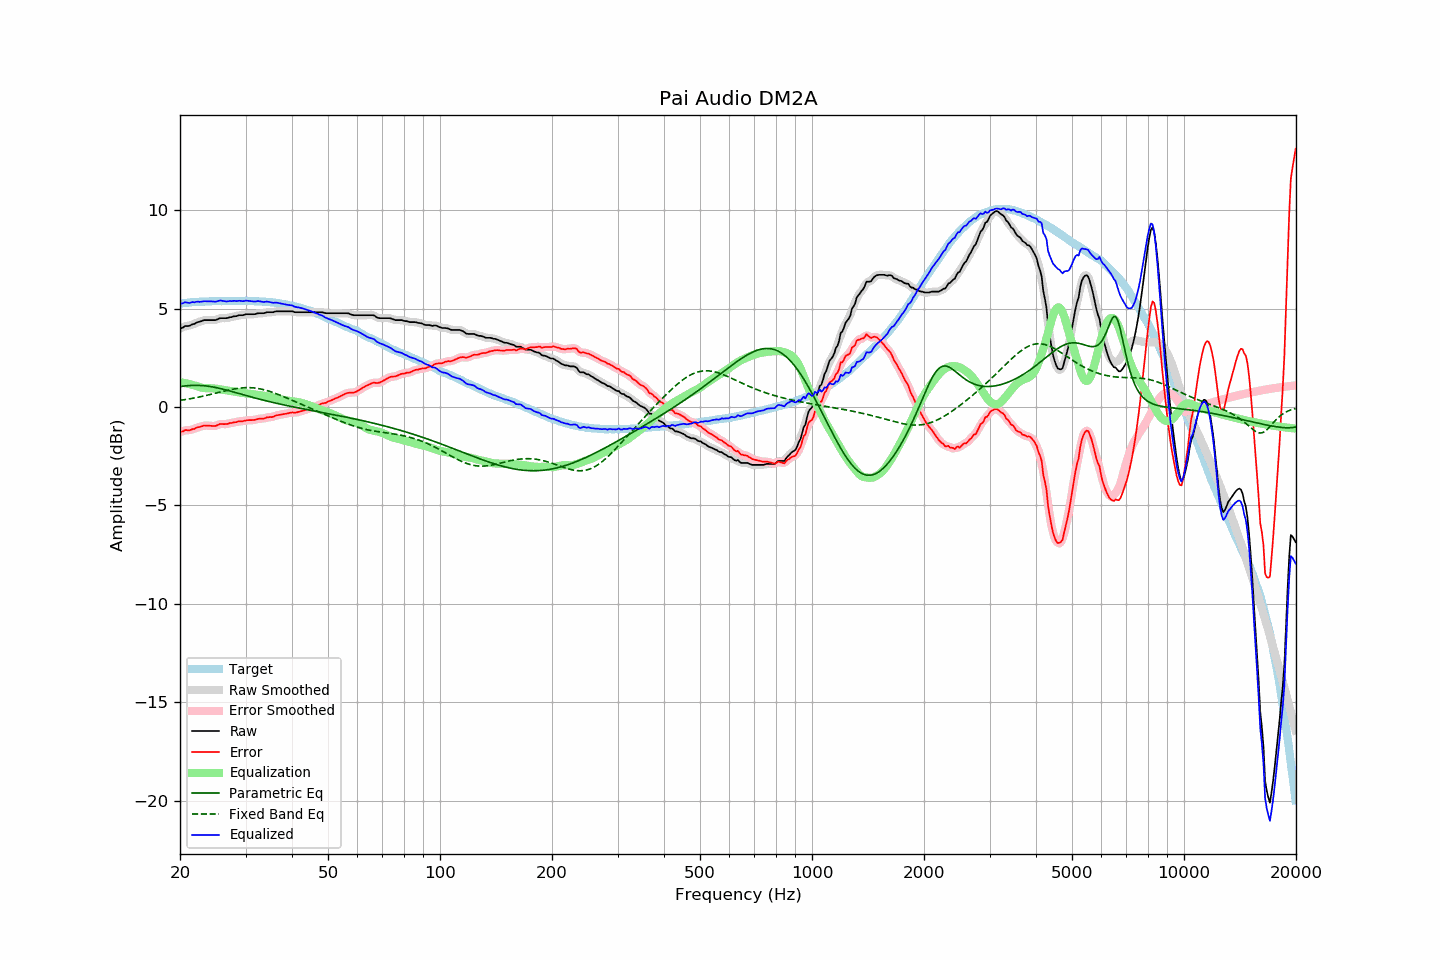 Pai Audio DM2A
Amplitude (dBr)
10
5
0
−5
−10
−15
−20
Target
Raw Smoothed
Error Smoothed
Raw
Error
Equalization
Parametric Eq
Fixed Band Eq
Equalized
20 50 100 200 500 1000 2000 5000 10000 20000
Frequency (Hz)